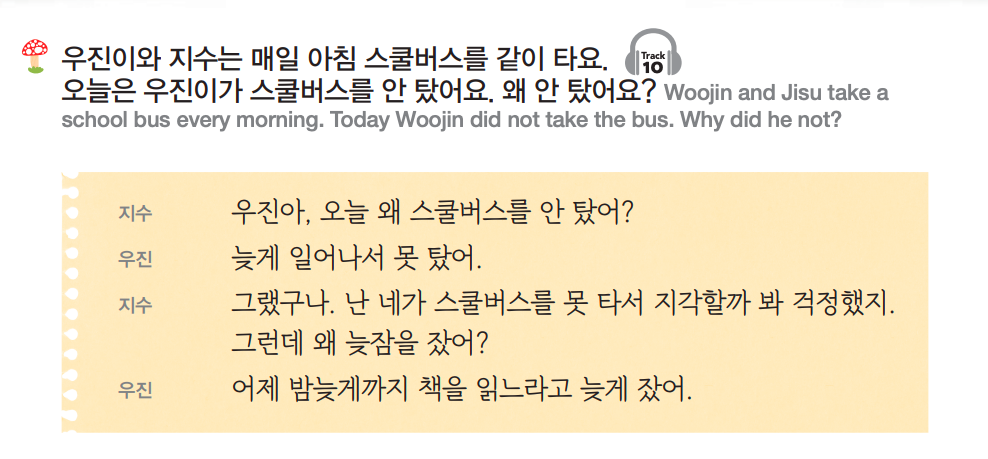 우진이와 지수는 매일 아침 스쿨버스를 같이 타요.
Track
10
오늘은 우진이가 스쿨버스를 안 탔어요. 왜 안 탔어요? Woojin and Jisu take a
school bus every morning. Today Woojin did not take the bus. Why did he not?
지수 우진아, 오늘 왜 스쿨버스를 안 탔어?
우진 늦게 일어나서 못 탔어.
지수 그랬구나. 난 네가 스쿨버스를 못 타서 지각할까 봐 걱정했지.
그런데 왜 늦잠을 잤어?
우진 어제 밤늦게까지 책을 읽느라고 늦게 잤어.